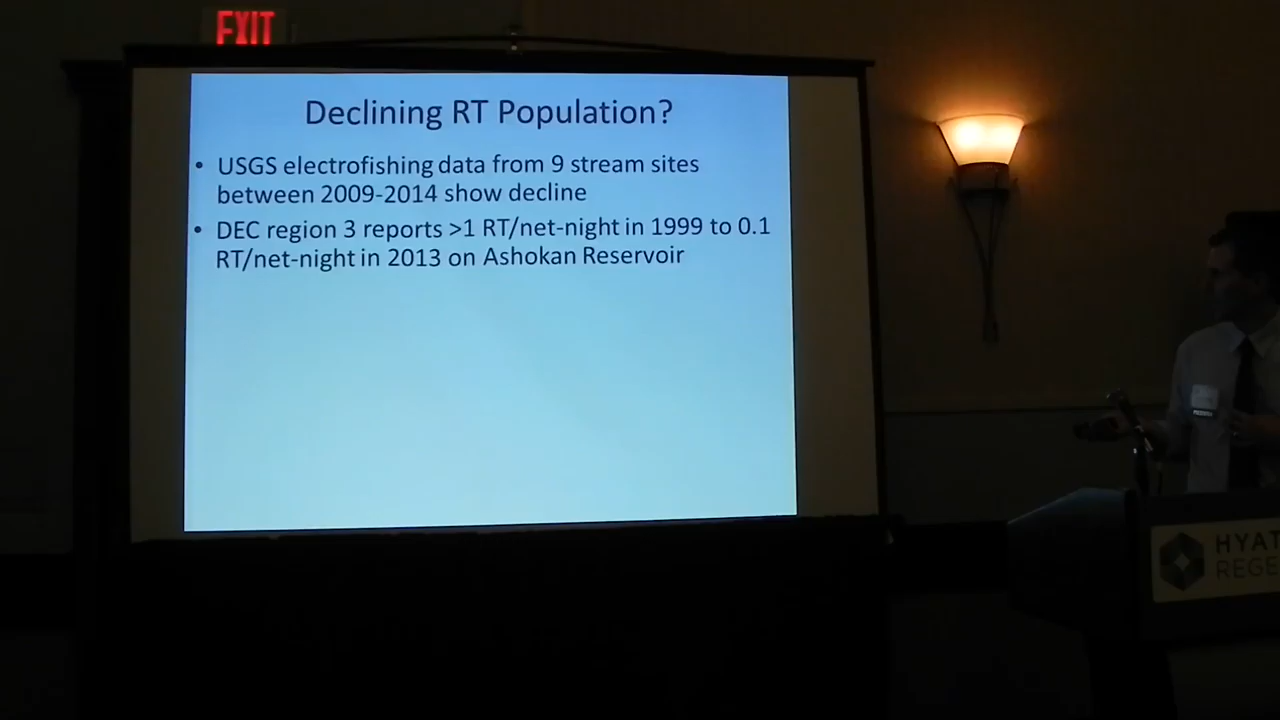 EXIT
Declining RT Population?
• USGS electrofishing data from 9 stream sites
between 2009-2014 show decline
• DEC region 3 reports >1 RT/net-night in 1999 to 0.1
RT/net-night in 2013 on Ashokan Reservoir
HYAT
REGE